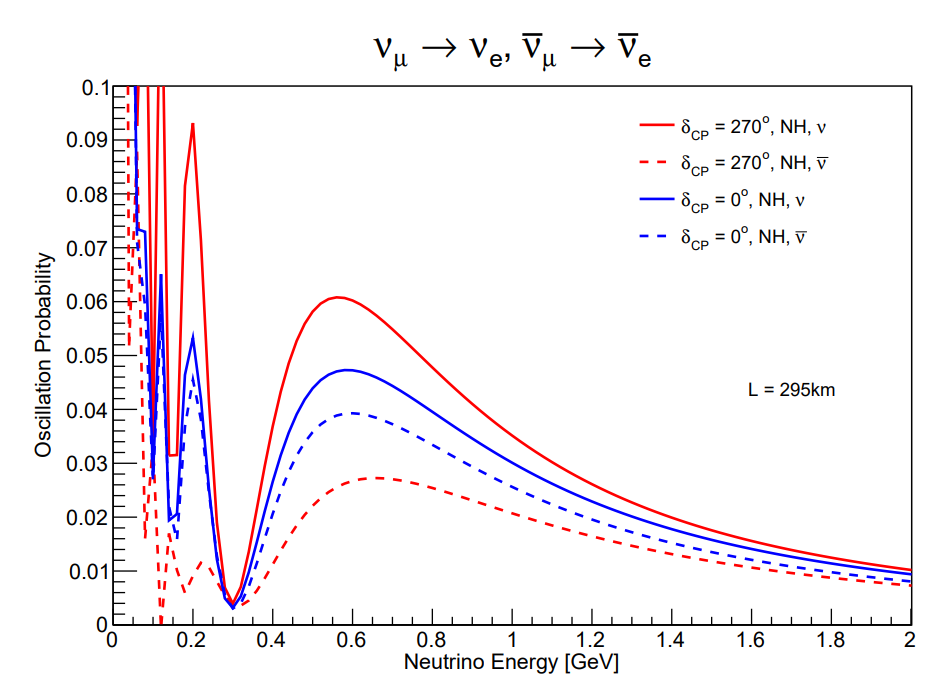 νμ → νe, ν̅μ → ν̅e
0.1
0.09
0.08
0.07
0.06
0.05
0.04
0.03
0.02
0.01
0
Oscillation Probability
δCP = 270°, NH, ν
δCP = 270°, NH, ν̅
δCP = 0°, NH, ν
δCP = 0°, NH, ν̅
L = 295km
0 0.2 0.4 0.6 0.8 1 1.2 1.4 1.6 1.8 2
Neutrino Energy [GeV]